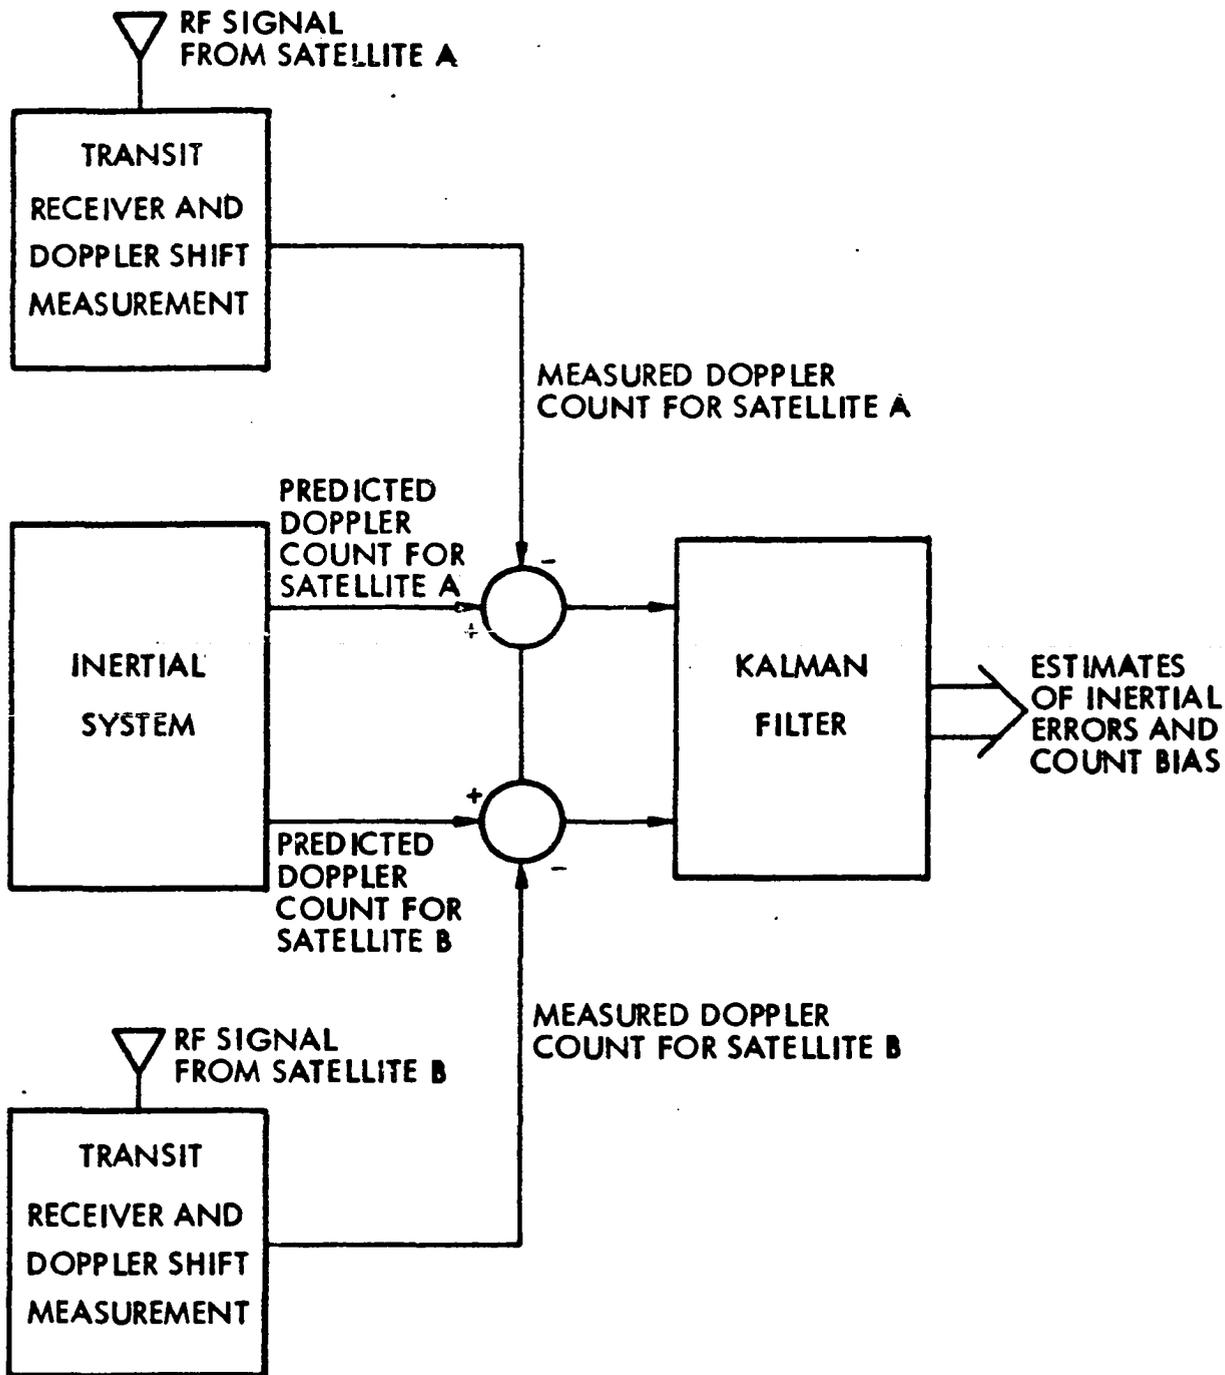 RF SIGNAL
FROM SATELLITE A
TRANSIT
RECEIVER AND
DOPPLER SHIFT
MEASUREMENT
MEASURED DOPPLER
COUNT FOR SATELLITE A
PREDICTED
DOPPLER
COUNT FOR
SATELLITE A
-
+
INERTIAL
SYSTEM
KALMAN
FILTER
ESTIMATES
OF INERTIAL
ERRORS AND
COUNT BIAS
+
-
PREDICTED
DOPPLER
COUNT FOR
SATELLITE B
MEASURED DOPPLER
COUNT FOR SATELLITE B
RF SIGNAL
FROM SATELLITE B
TRANSIT
RECEIVER AND
DOPPLER SHIFT
MEASUREMENT